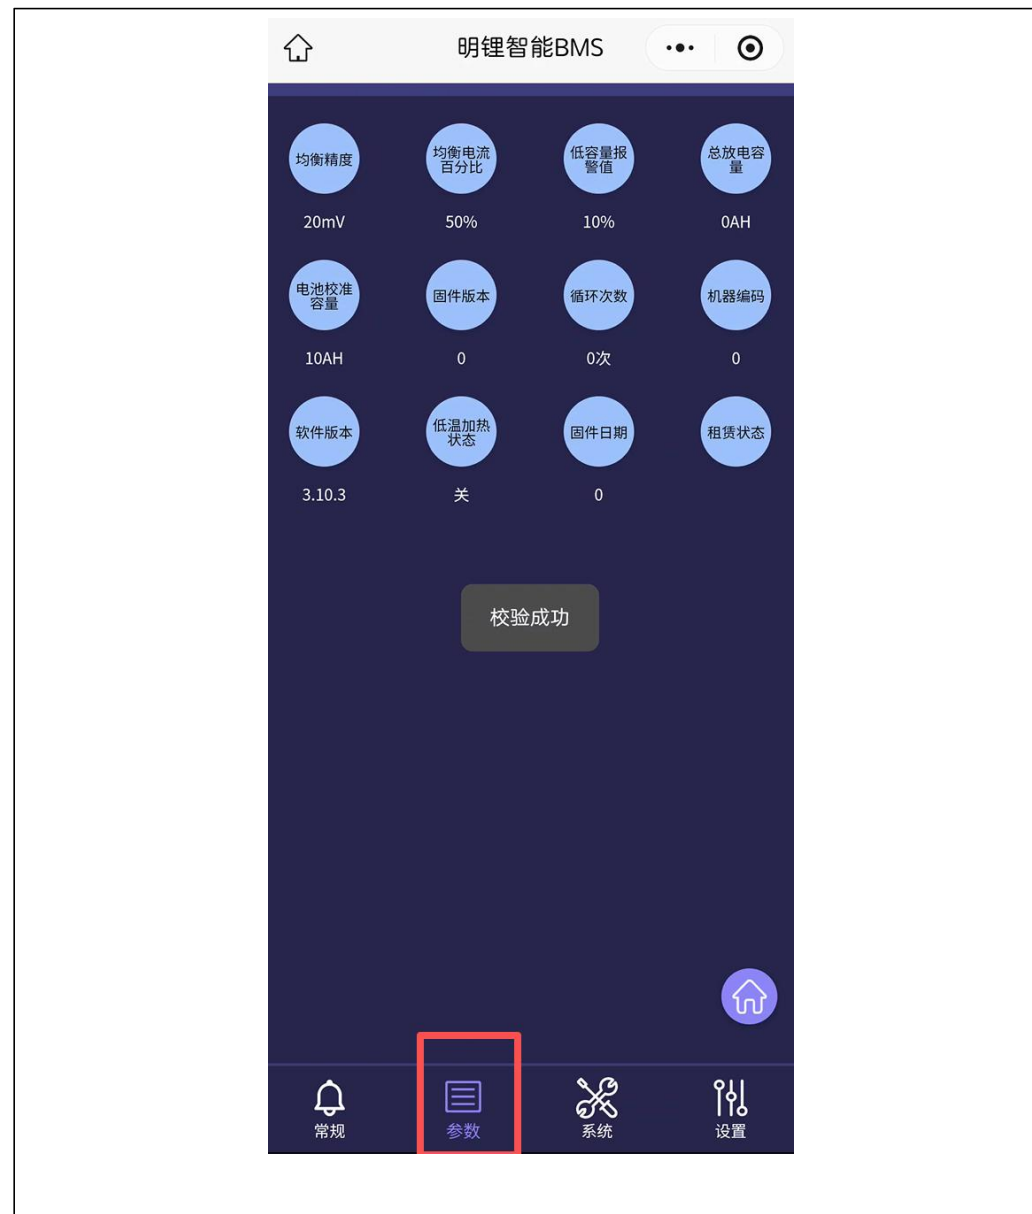 明锂智能BMS
均衡精度
均衡电流
百分比
低容量报
警值
总放电容
量
20mV
50%
10%
0AH
电池校准
容量
固件版本
循环次数
机器编码
10AH
0
0次
0
软件版本
低温加热
状态
固件日期
租赁状态
3.10.3
关
0
校验成功
常规
参数
系统
设置